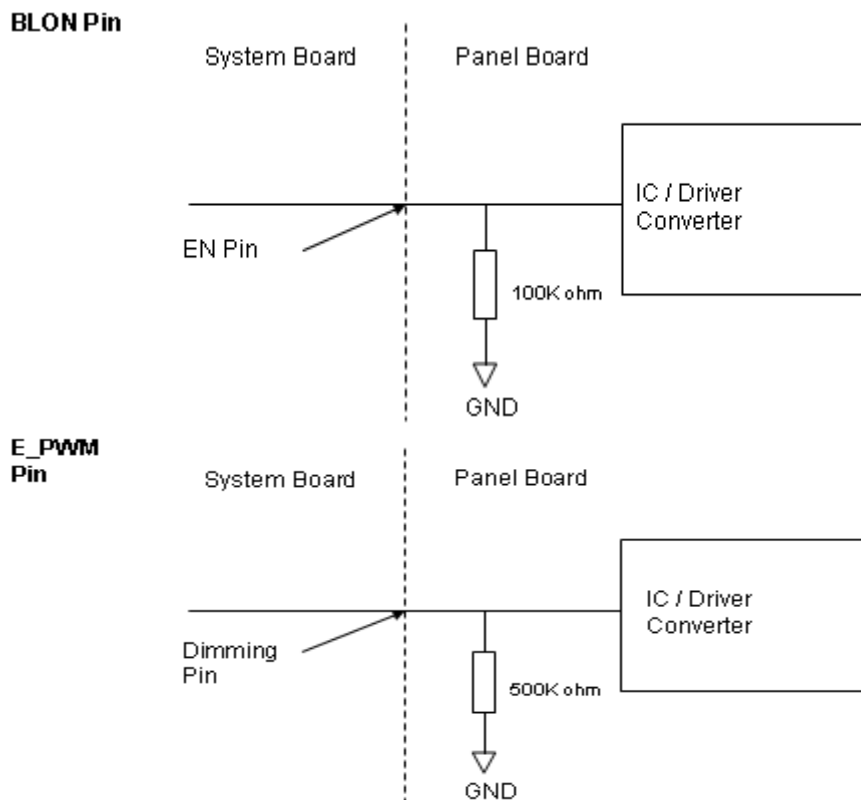 BLON Pin
System Board
Panel Board
IC / Driver
Converter
EN Pin
100K ohm
GND
E_PWM
Pin
System Board
Panel Board
IC / Driver
Converter
Dimming
Pin
500K ohm
GND